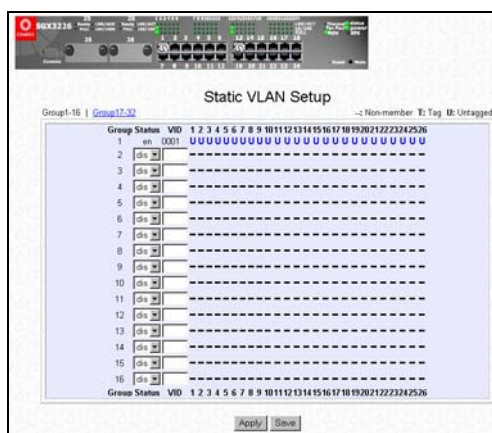 SGX3226
Console
Static VLAN Setup
Group1-16 | Group17-32
--: Non-member T: Tag U: Untagged
Group Status VID 1 2 3 4 5 6 7 8 9 10 11 12 13 14 15 16 17 18 19 20 21 22 23 24 25 26
1 en 0001 U U U U U U U U U U U U U U U U U U U U U U U U U U
2 dis -- -- -- -- -- -- -- -- -- -- -- -- -- -- -- -- -- -- -- -- -- -- -- -- -- --
3 dis -- -- -- -- -- -- -- -- -- -- -- -- -- -- -- -- -- -- -- -- -- -- -- -- -- --
4 dis -- -- -- -- -- -- -- -- -- -- -- -- -- -- -- -- -- -- -- -- -- -- -- -- -- --
5 dis -- -- -- -- -- -- -- -- -- -- -- -- -- -- -- -- -- -- -- -- -- -- -- -- -- --
6 dis -- -- -- -- -- -- -- -- -- -- -- -- -- -- -- -- -- -- -- -- -- -- -- -- -- --
7 dis -- -- -- -- -- -- -- -- -- -- -- -- -- -- -- -- -- -- -- -- -- -- -- -- -- --
8 dis -- -- -- -- -- -- -- -- -- -- -- -- -- -- -- -- -- -- -- -- -- -- -- -- -- --
9 dis -- -- -- -- -- -- -- -- -- -- -- -- -- -- -- -- -- -- -- -- -- -- -- -- -- --
10 dis -- -- -- -- -- -- -- -- -- -- -- -- -- -- -- -- -- -- -- -- -- -- -- -- -- --
11 dis -- -- -- -- -- -- -- -- -- -- -- -- -- -- -- -- -- -- -- -- -- -- -- -- -- --
12 dis -- -- -- -- -- -- -- -- -- -- -- -- -- -- -- -- -- -- -- -- -- -- -- -- -- --
13 dis -- -- -- -- -- -- -- -- -- -- -- -- -- -- -- -- -- -- -- -- -- -- -- -- -- --
14 dis -- -- -- -- -- -- -- -- -- -- -- -- -- -- -- -- -- -- -- -- -- -- -- -- -- --
15 dis -- -- -- -- -- -- -- -- -- -- -- -- -- -- -- -- -- -- -- -- -- -- -- -- -- --
16 dis -- -- -- -- -- -- -- -- -- -- -- -- -- -- -- -- -- -- -- -- -- -- -- -- -- --
Group Status VID 1 2 3 4 5 6 7 8 9 10 11 12 13 14 15 16 17 18 19 20 21 22 23 24 25 26
Apply Save